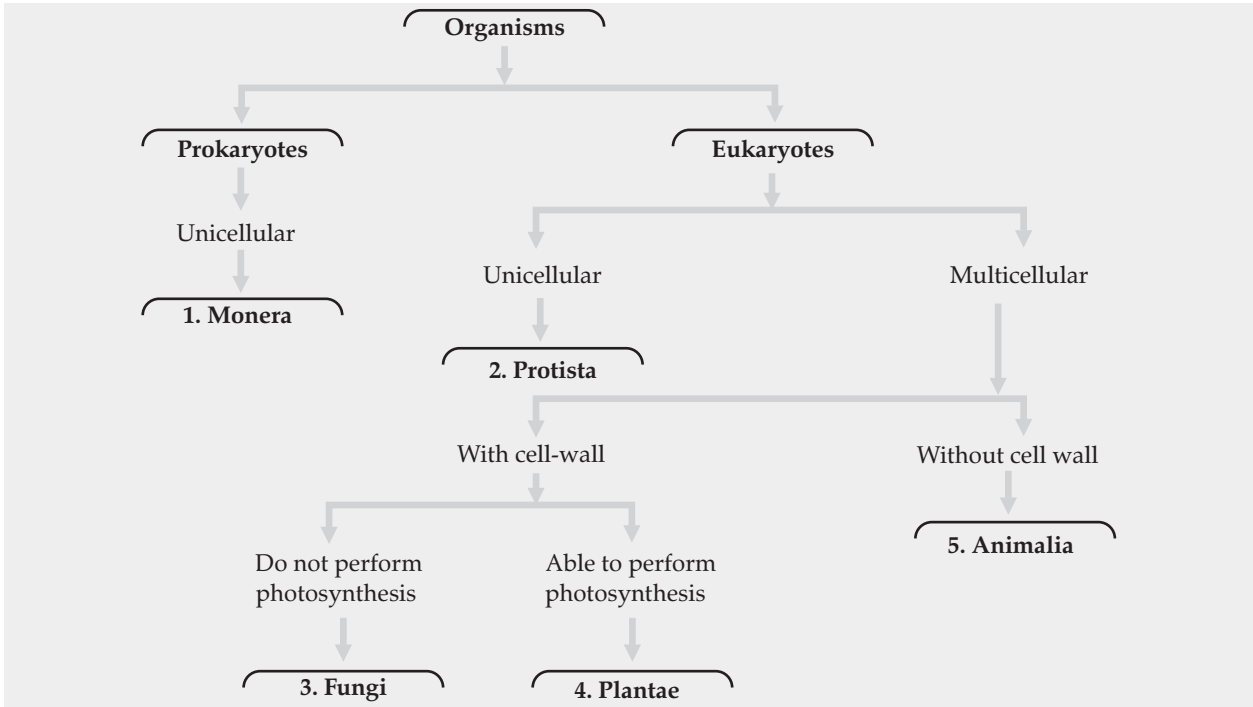 Organisms
Prokaryotes
Eukaryotes
Unicellular
Unicellular
Multicellular
1. Monera
2. Protista
With cell-wall
Without cell wall
Do not perform
photosynthesis
Able to perform
photosynthesis
5. Animalia
3. Fungi
4. Plantae